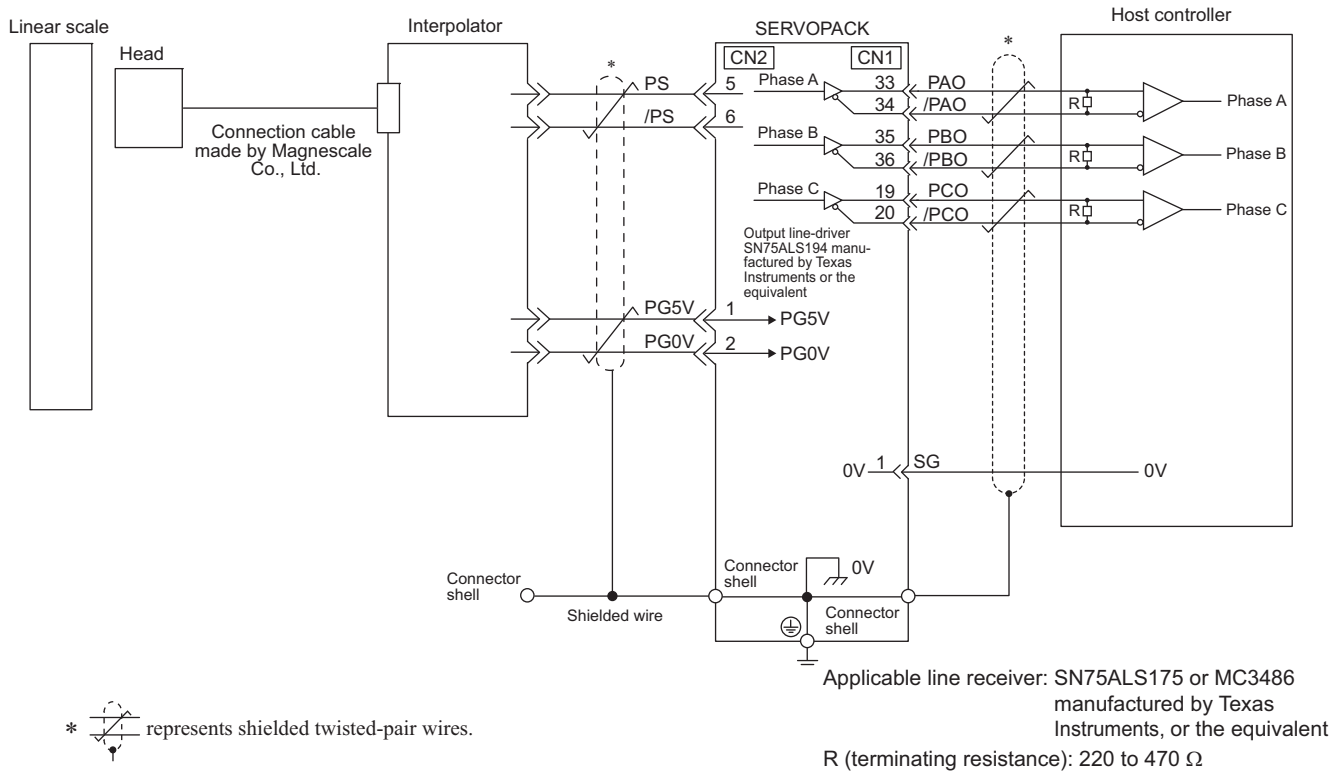 Linear scale
Head
Connection cable
made by Magnescale
Co., Ltd.
Interpolator
*
PS
/PS
PG5V
PG0V
SERVOPACK
CN2
CN1
5
6
1
2
PG5V
PG0V
Phase A
Phase B
Phase C
33
34
35
36
19
20
PAO
/PAO
PBO
/PBO
PCO
/PCO
Output line-driver
SN75ALS194 manu-
factured by Texas
Instruments or the
equivalent
0V
1
SG
0V
*
Host controller
R
R
R
Phase A
Phase B
Phase C
Connector
shell
Shielded wire
Connector
shell
0V
Connector
shell
Applicable line receiver: SN75ALS175 or MC3486
manufactured by Texas
Instruments, or the equivalent
R (terminating resistance): 220 to 470 Ω
* represents shielded twisted-pair wires.